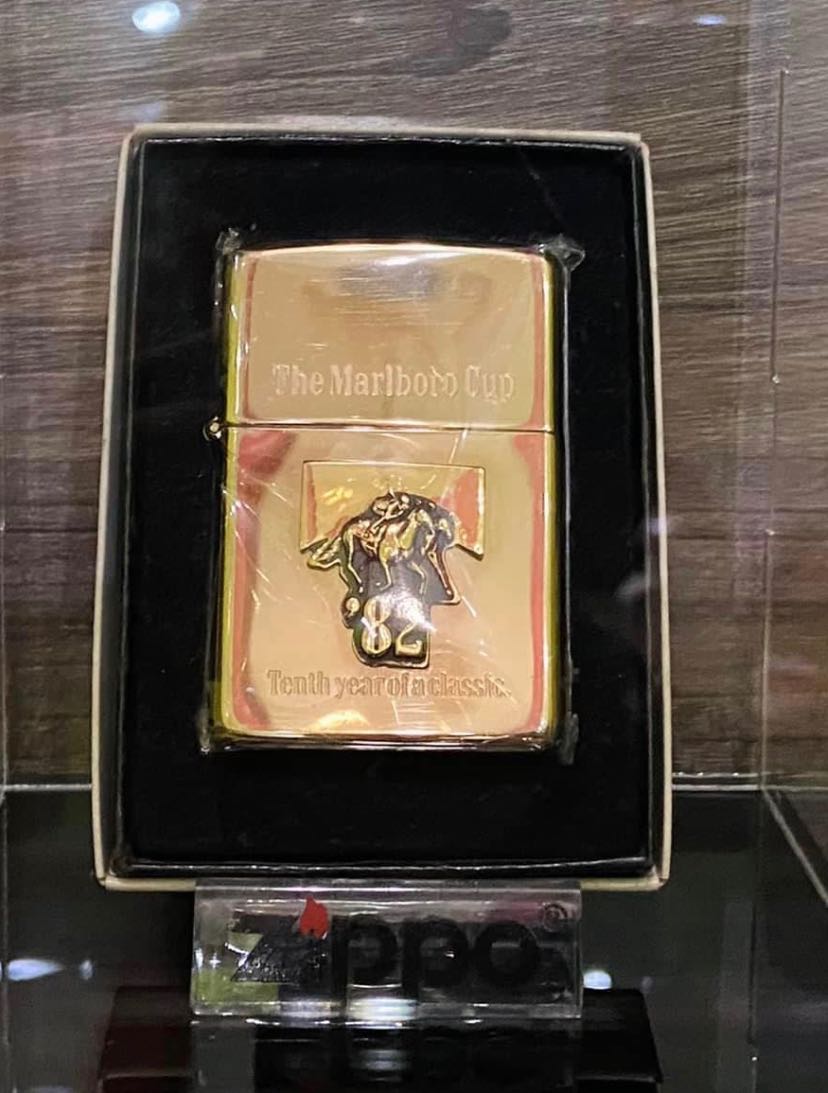 The Marlboro Cup
'82
Tenth year of a classic.
Zippo®